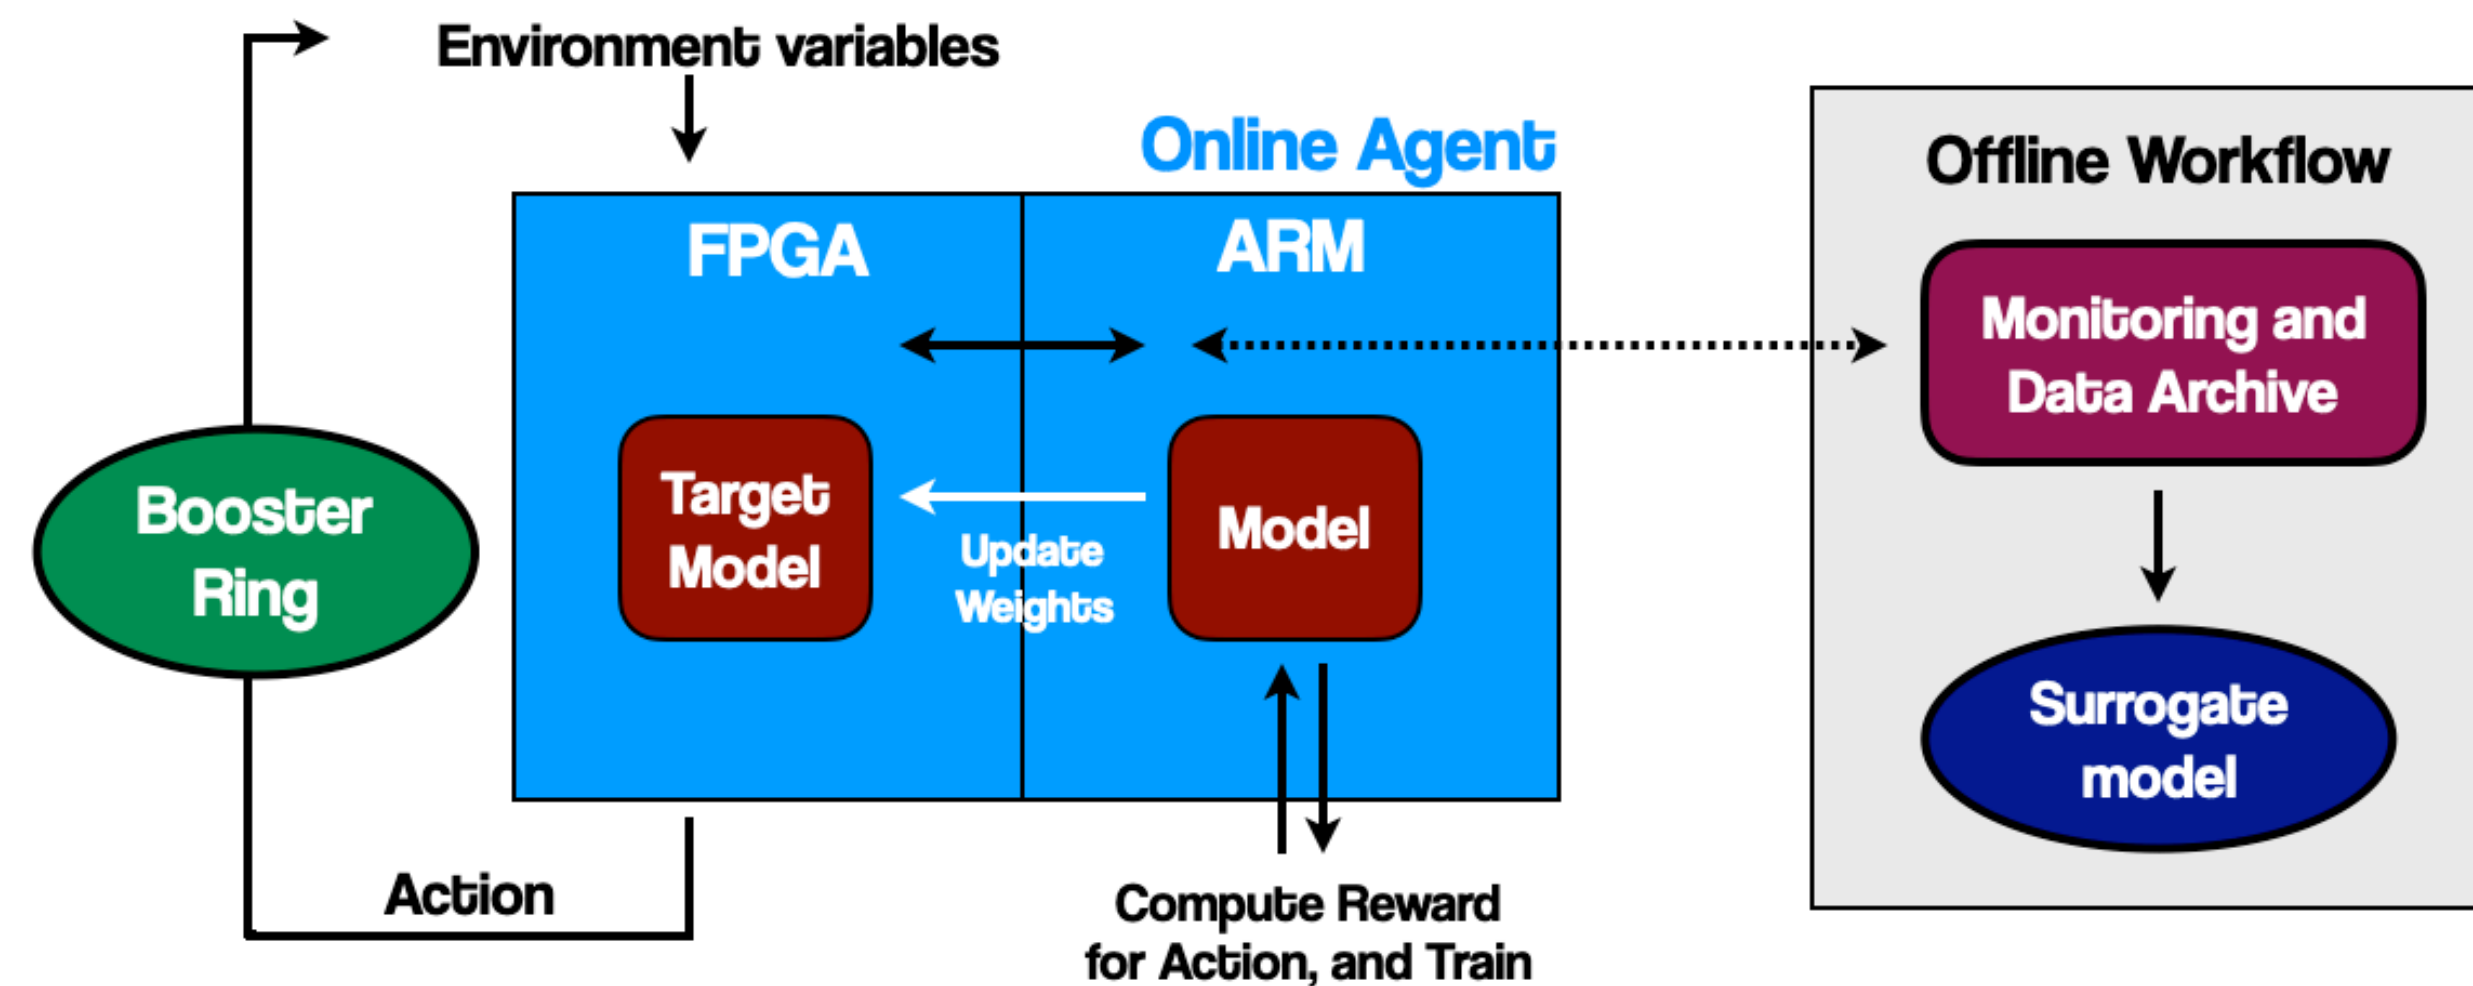 Environment variables
Online Agent
FPGA
ARM
Target
Model
Update
Weights
Model
Booster
Ring
Action
Compute Reward
for Action, and Train
Offline Workflow
Monitoring and
Data Archive
Surrogate
model